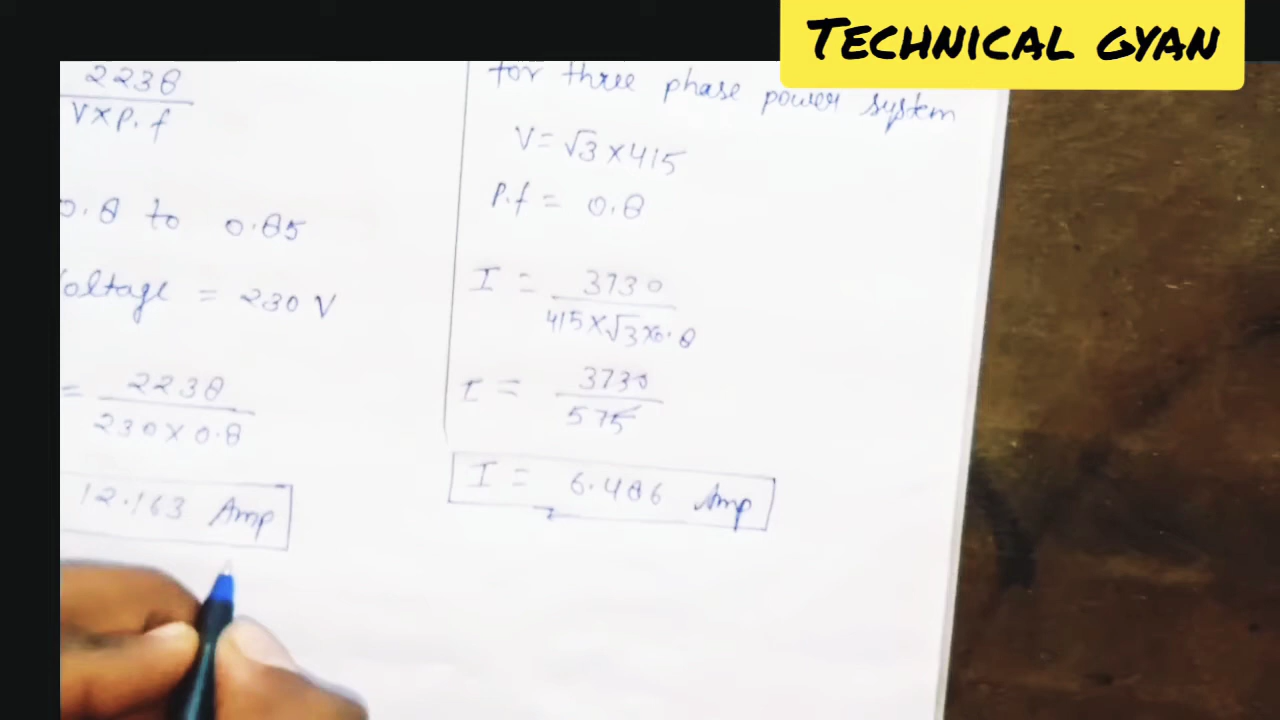 TECHNICAL GYAN
2238
V×P.f
0.8 to 0.85
Voltage = 230 V
= 2238
230×0.8
12.163 Amp
for three phase power system
V= √3×415
P.f = 0.8
I = 3730
415×√3×0.8
I = 3730
575
I = 6.486 Amp